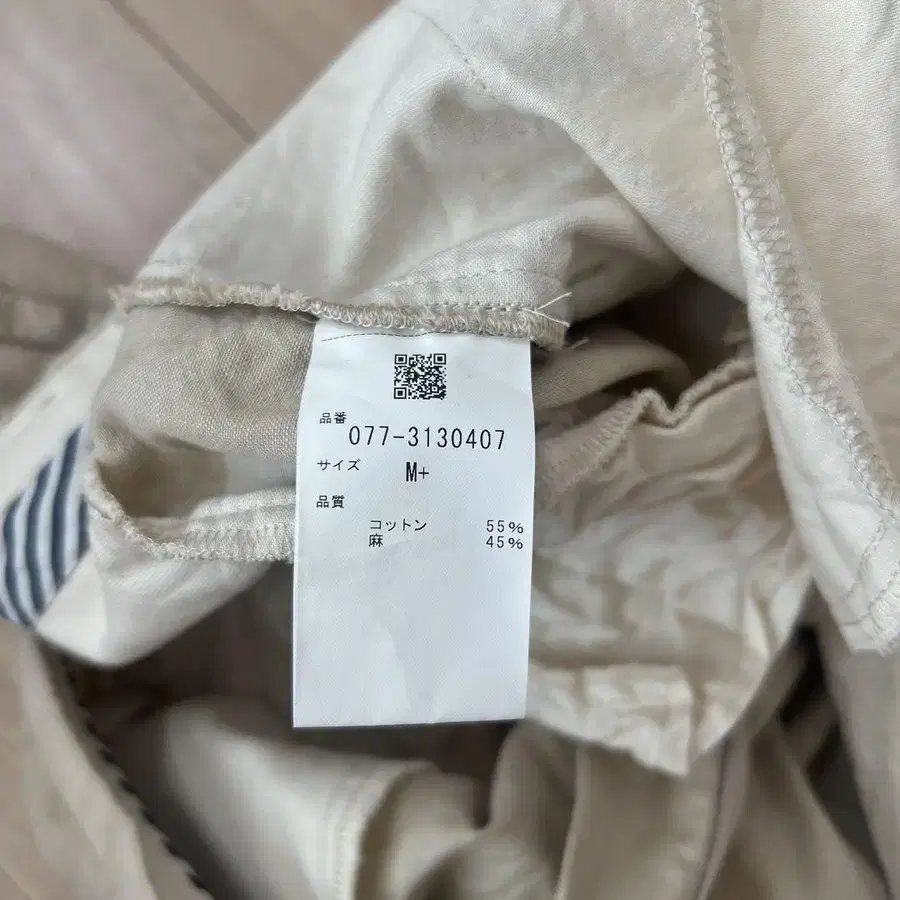 品番
077-3130407
サイズ M+
品質
コットン 55%
麻 45%